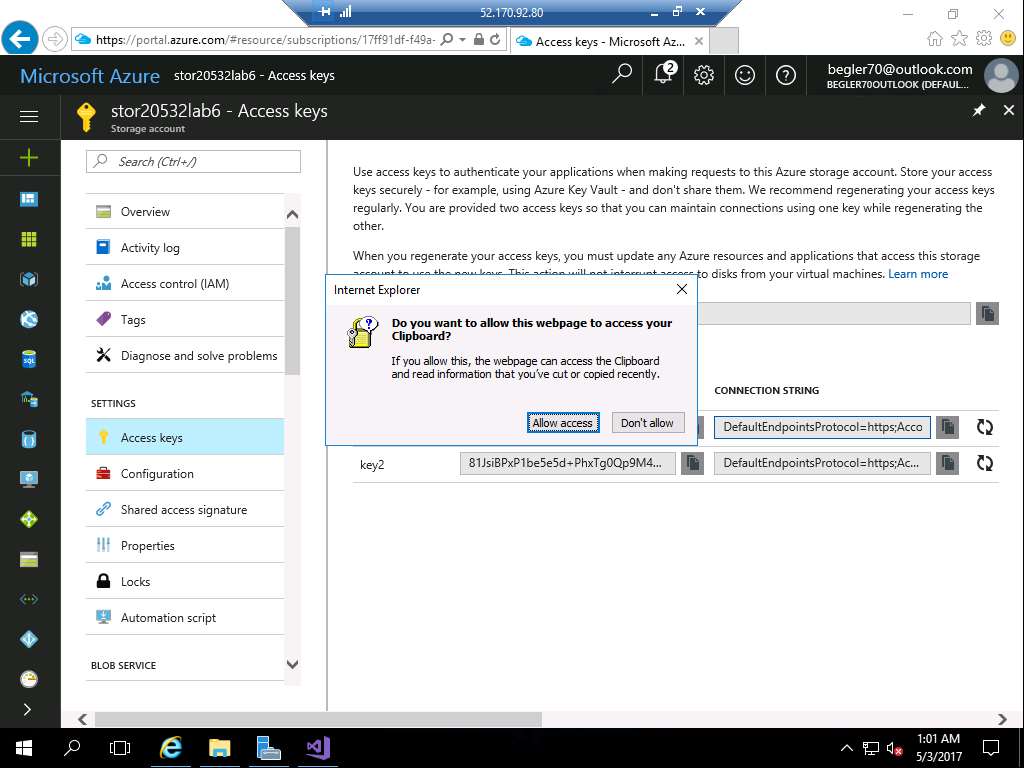 52.170.92.80
https://portal.azure.com/#resource/subscriptions/17ff91df-f49a-
Access keys - Microsoft Az...
Microsoft Azure
stor20532lab6 - Access keys
2
begler70@outlook.com
BEGLER70OUTLOOK (DEFAUL...
stor20532lab6 - Access keys
Storage account
Search (Ctrl+/)
Overview
Activity log
Access control (IAM)
Tags
Diagnose and solve problems
SETTINGS
Access keys
Configuration
Shared access signature
Properties
Locks
Automation script
BLOB SERVICE
Use access keys to authenticate your applications when making requests to this Azure storage account. Store your access
keys securely - for example, using Azure Key Vault - and don't share them. We recommend regenerating your access keys
regularly. You are provided two access keys so that you can maintain connections using one key while regenerating the
other.
When you regenerate your access keys, you must update any Azure resources and applications that access this storage
account to use the new keys. This action will not interrupt access to disks from your virtual machines. Learn more
Internet Explorer
Do you want to allow this webpage to access your
Clipboard?
If you allow this, the webpage can access the Clipboard
and read information that you've cut or copied recently.
Allow access
Don't allow
CONNECTION STRING
DefaultEndpointsProtocol=https;Acco
key2
81JsiBPxP1be5e5d+PhxTg0Qp9M4...
DefaultEndpointsProtocol=https;Ac...
1:01 AM
5/3/2017